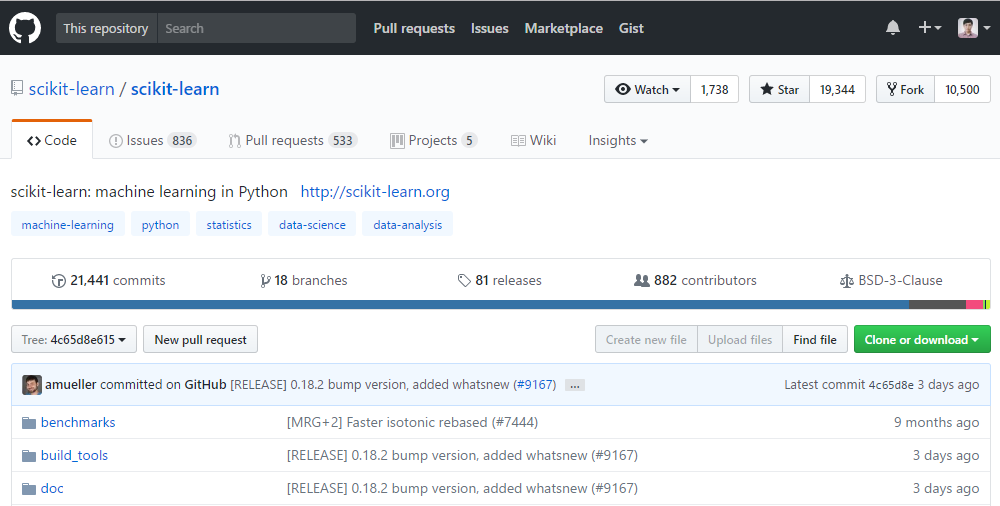 This repository Search Pull requests Issues Marketplace Gist
scikit-learn / scikit-learn Watch 1,738 Star 19,344 Fork 10,500
Code Issues 836 Pull requests 533 Projects 5 Wiki Insights
scikit-learn: machine learning in Python http://scikit-learn.org
machine-learning python statistics data-science data-analysis
21,441 commits 18 branches 81 releases 882 contributors BSD-3-Clause
Tree: 4c65d8e615 New pull request Create new file Upload files Find file Clone or download
amueller committed on GitHub [RELEASE] 0.18.2 bump version, added whatsnew (#9167) ... Latest commit 4c65d8e 3 days ago
benchmarks [MRG+2] Faster isotonic rebased (#7444) 9 months ago
build_tools [RELEASE] 0.18.2 bump version, added whatsnew (#9167) 3 days ago
doc [RELEASE] 0.18.2 bump version, added whatsnew (#9167) 3 days ago